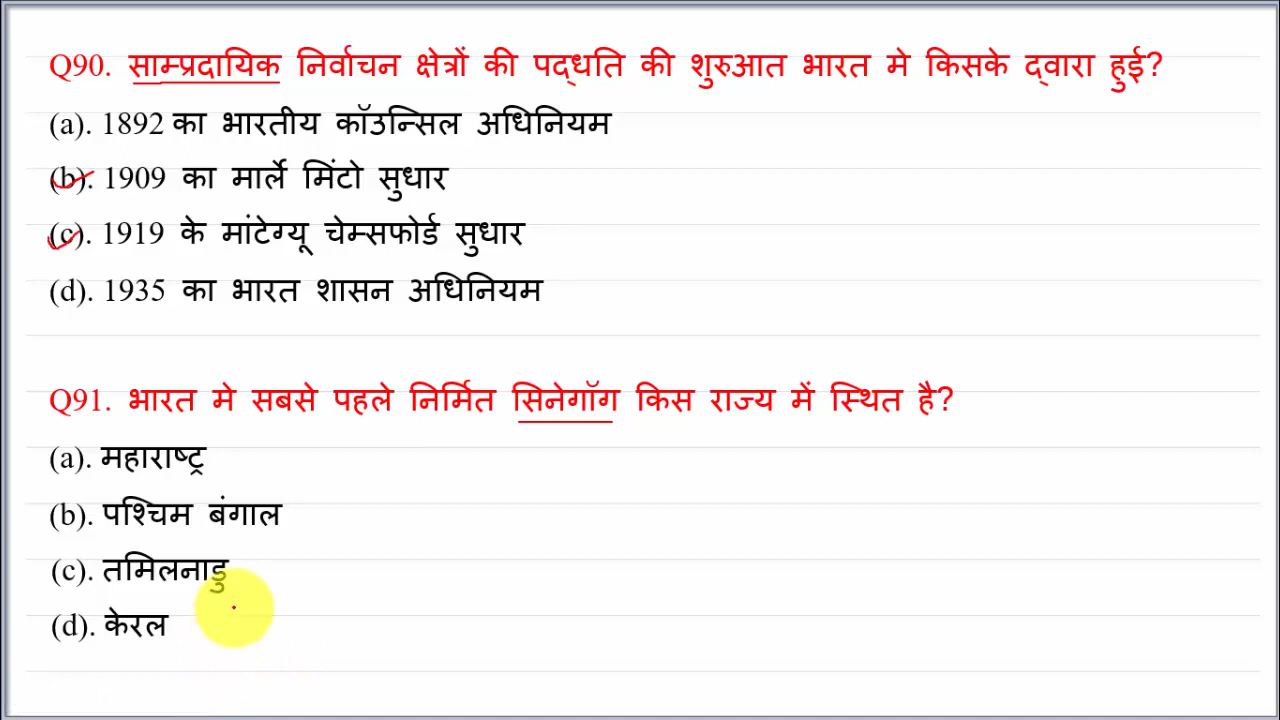 Q90. साम्प्रदायिक निर्वाचन क्षेत्रों की पद्धति की शुरुआत भारत मे किसके द्वारा हुई?
(a). 1892 का भारतीय कॉउन्सिल अधिनियम
(b). 1909 का मार्ले मिंटो सुधार
(c). 1919 के मांटेग्यू चेम्सफोर्ड सुधार
(d). 1935 का भारत शासन अधिनियम
Q91. भारत मे सबसे पहले निर्मित सिनेगॉग किस राज्य में स्थित है?
(a). महाराष्ट्र
(b). पश्चिम बंगाल
(c). तमिलनाडु
(d). केरल